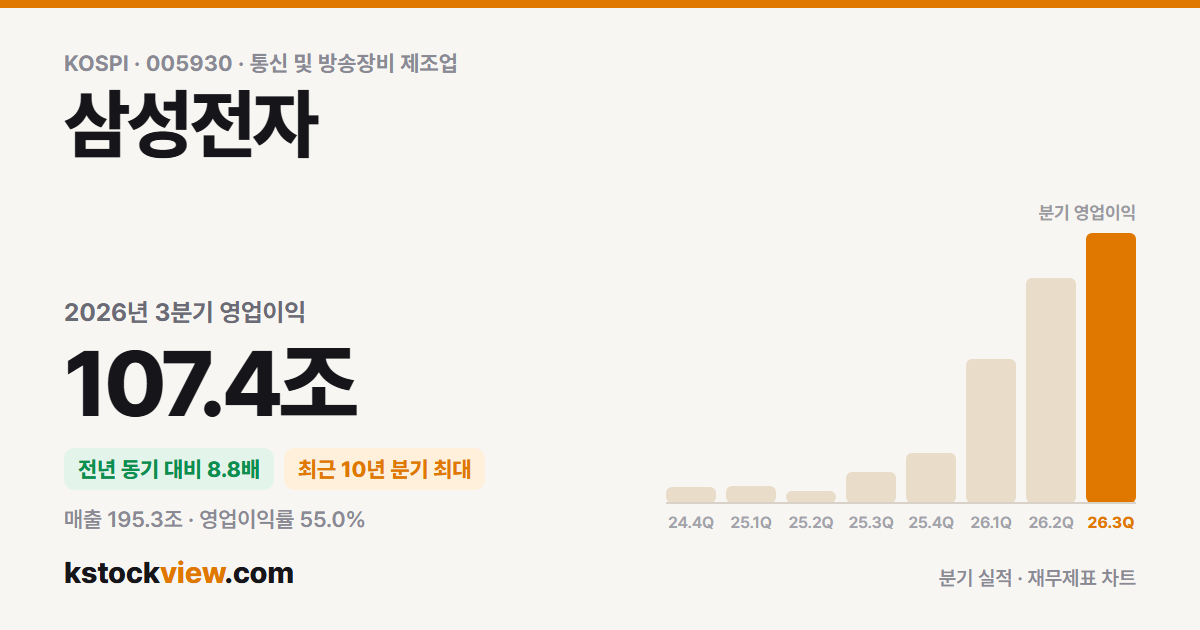 KOSPI · 005930 · 통신 및 방송장비 제조업
삼성전자
분기 영업이익
2026년 3분기 영업이익
107.4조
전년 동기 대비 8.8배
최근 10년 분기 최대
매출 195.3조 · 영업이익률 55.0%
24.4Q 25.1Q 25.2Q 25.3Q 25.4Q 26.1Q 26.2Q 26.3Q
kstockview.com
분기 실적 · 재무제표 차트